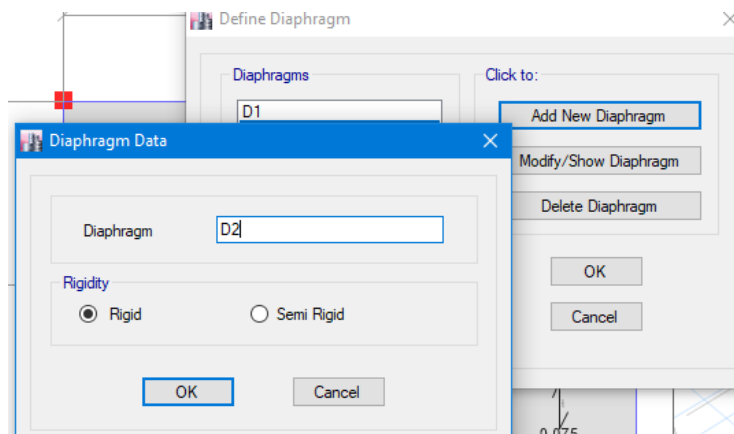 Define Diaphragm
Diaphragms
Click to:
D1
Add New Diaphragm
Modify/Show Diaphragm
Delete Diaphragm
OK
Cancel
Diaphragm Data
Diaphragm
D2
Rigidity
Rigid
Semi Rigid
OK
Cancel